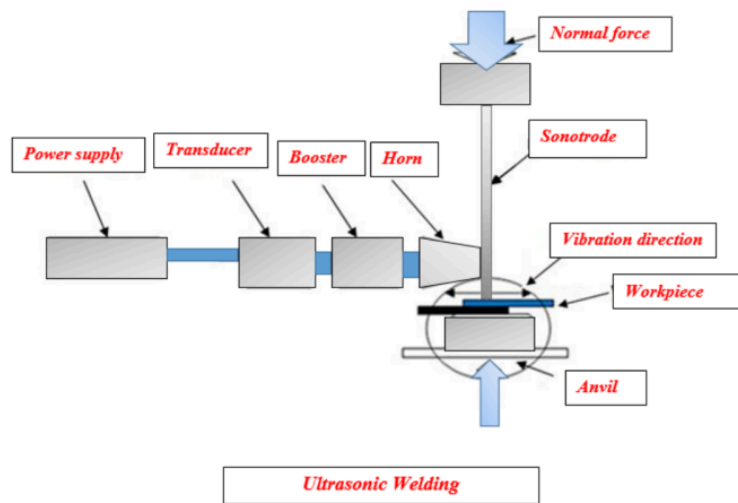 Normal force
Power supply
Transducer
Booster
Horn
Sonotrode
Vibration direction
Workpiece
Anvil
Ultrasonic Welding